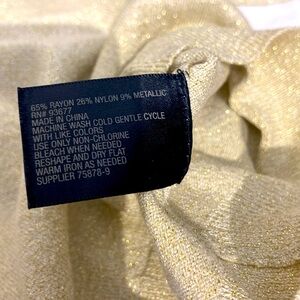 65% RAYON 26% NYLON 9% METALLIC
RN# 93677
MADE IN CHINA
MACHINE WASH COLD GENTLE CYCLE
WITH LIKE COLORS
USE ONLY NON-CHLORINE
BLEACH WHEN NEEDED
RESHAPE AND DRY FLAT
WARM IRON AS NEEDED
SUPPLIER 75878-9